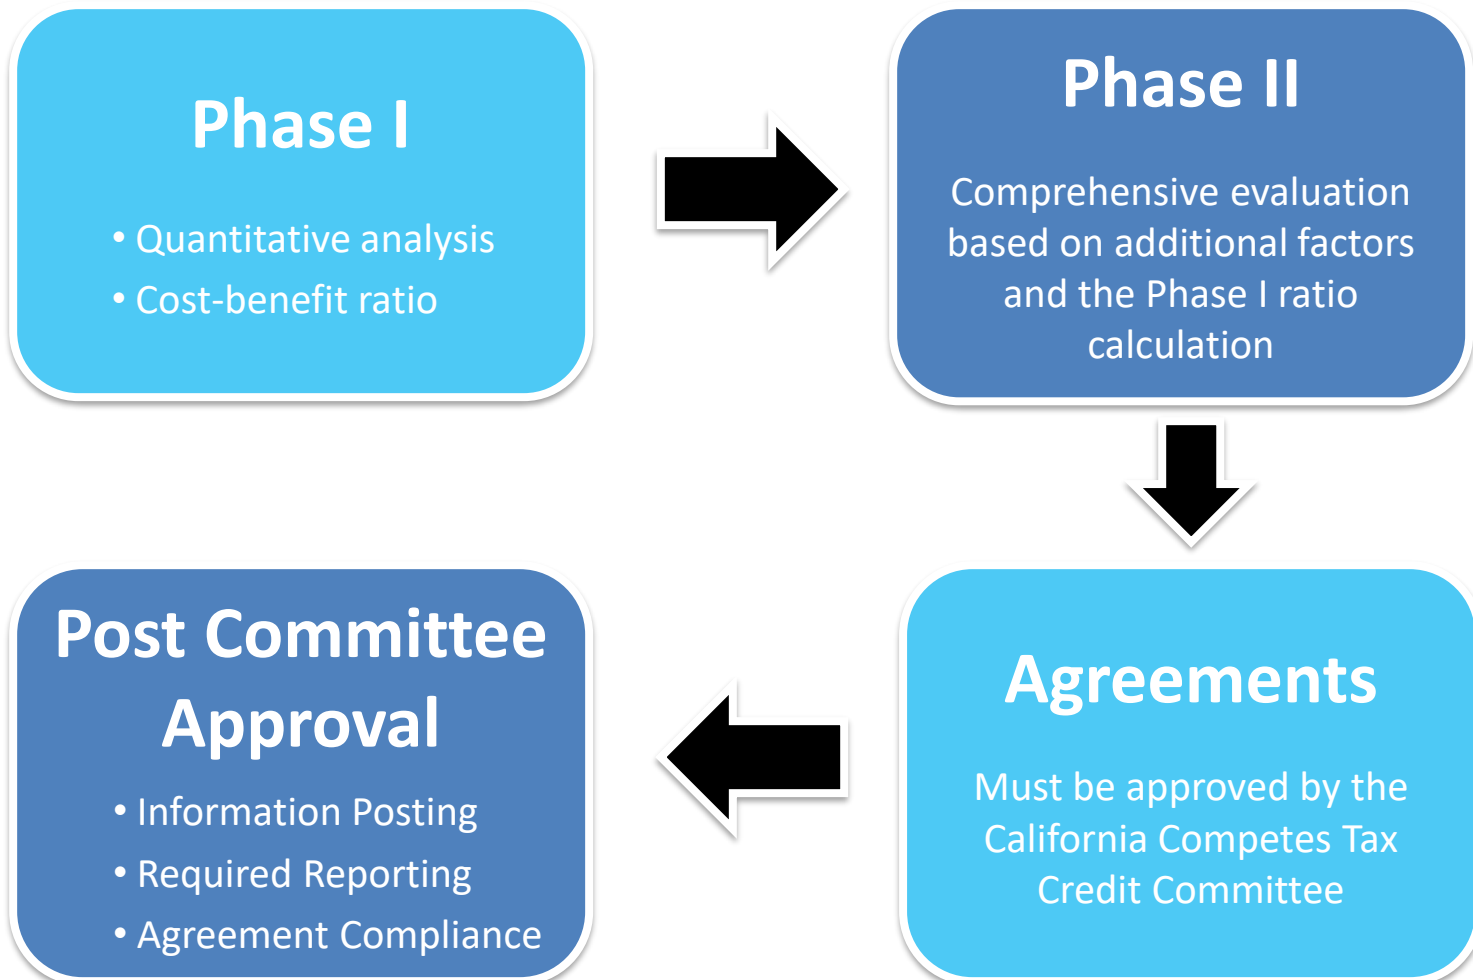 Phase I
• Quantitative analysis
• Cost-benefit ratio
Phase II
Comprehensive evaluation
based on additional factors
and the Phase I ratio
calculation
Agreements
Must be approved by the
California Competes Tax
Credit Committee
Post Committee
Approval
• Information Posting
• Required Reporting
• Agreement Compliance